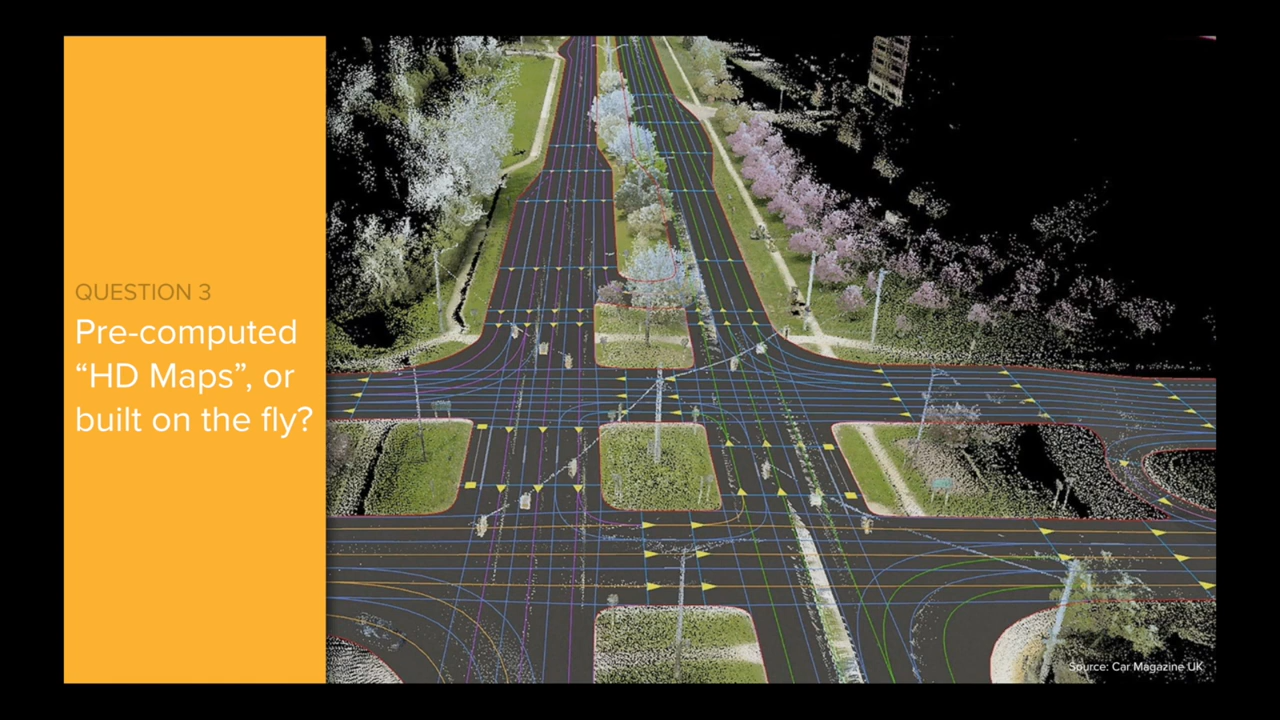 QUESTION 3
Pre-computed
“HD Maps”, or
built on the fly?
Source: Car Magazine UK